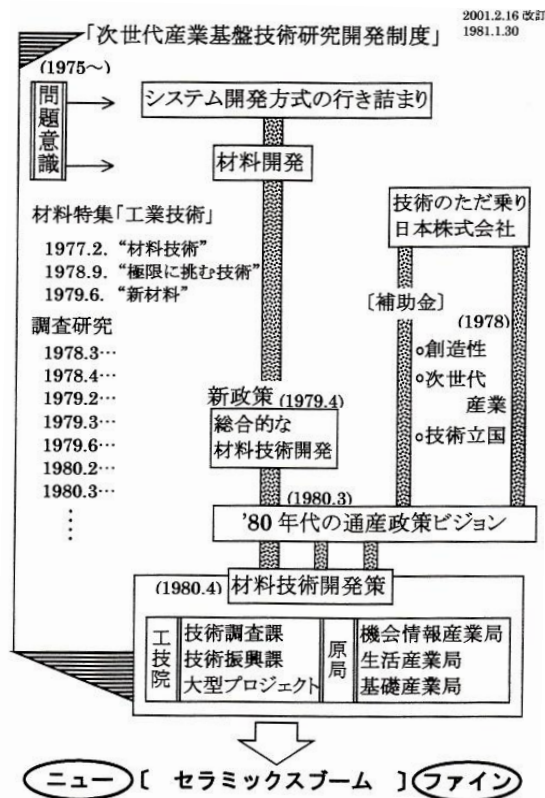 2001.2.16 改訂
1981.1.30
「次世代産業基盤技術研究開発制度」
(1975~)
問題意識
システム開発方式の行き詰まり
材料開発
材料特集「工業技術」
1977.2. “材料技術”
1978.9. “極限に挑む技術”
1979.6. “新材料”
調査研究
1978.3…
1978.4…
1979.2…
1979.3…
1979.6…
1980.2…
1980.3…
⋮
技術のただ乗り
日本株式会社
〔補助金〕
(1978)
○創造性
○次世代
産業
○技術立国
新政策 (1979.4)
総合的な
材料技術開発
(1980.3)
’80年代の通産政策ビジョン
(1980.4)
材料技術開発策
工技院
技術調査課
技術振興課
大型プロジェクト
原局
機会情報産業局
生活産業局
基礎産業局
ニュー 〔 セラミックスブーム 〕 ファイン